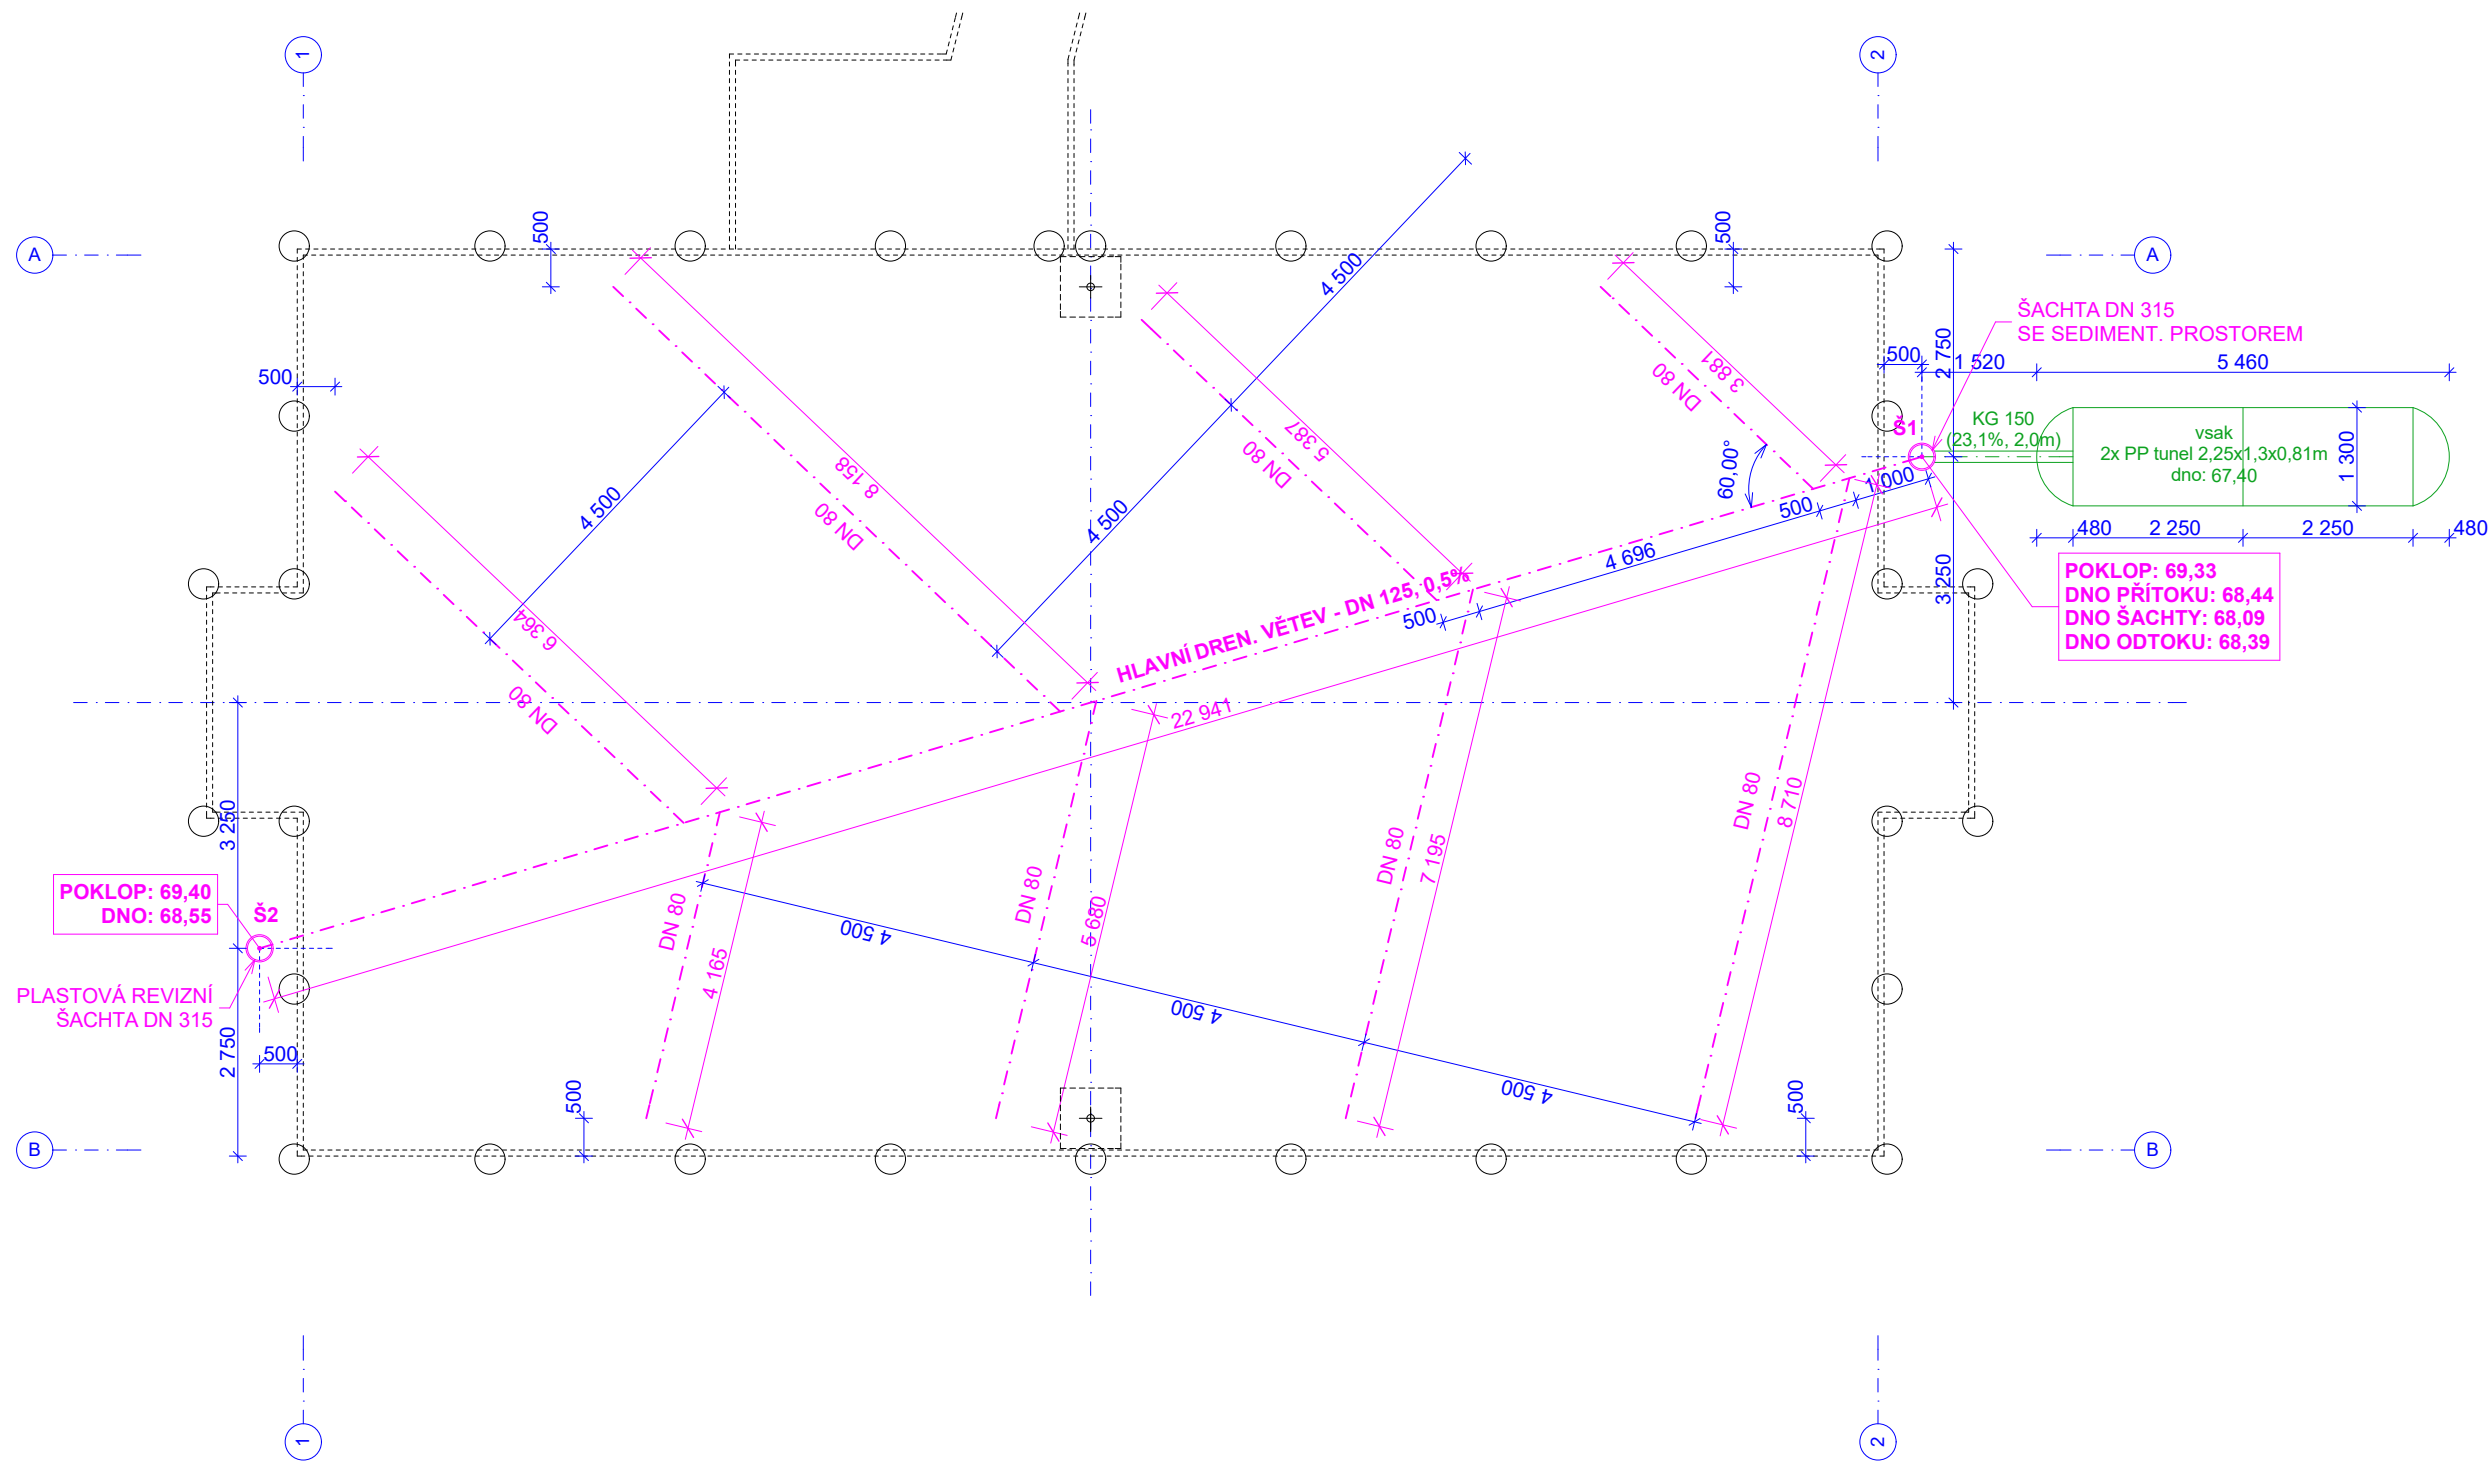 1
2
A
A
500
500
500
4 500
4 500
4 500
2 750
500
1 520
5 460
ŠACHTA DN 315
SE SEDIMENT. PROSTOREM
3 881
DN 80
5 387
DN 80
8 158
DN 80
6 364
DN 80
60,00°
Š1
KG 150
(23,1%, 2,0m)
vsak
2x PP tunel 2,25x1,3x0,81m
dno: 67,40
1 300
480
2 250
2 250
480
1 000
500
4 696
500
3 250
HLAVNÍ DREN. VĚTEV - DN 125, 0,5%
22 941
POKLOP: 69,33
DNO PŘÍTOKU: 68,44
DNO ŠACHTY: 68,09
DNO ODTOKU: 68,39
3 250
POKLOP: 69,40
DNO: 68,55
Š2
PLASTOVÁ REVIZNÍ
ŠACHTA DN 315
2 750
500
DN 80
4 165
DN 80
5 680
DN 80
7 195
DN 80
8 710
4 500
4 500
4 500
500
500
B
B
1
2